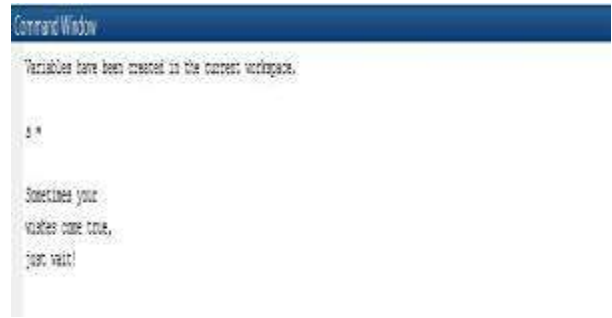 Command Window
Variables have been created in the current workspace.
s =
Sometimes your
wishes come true,
just wait!